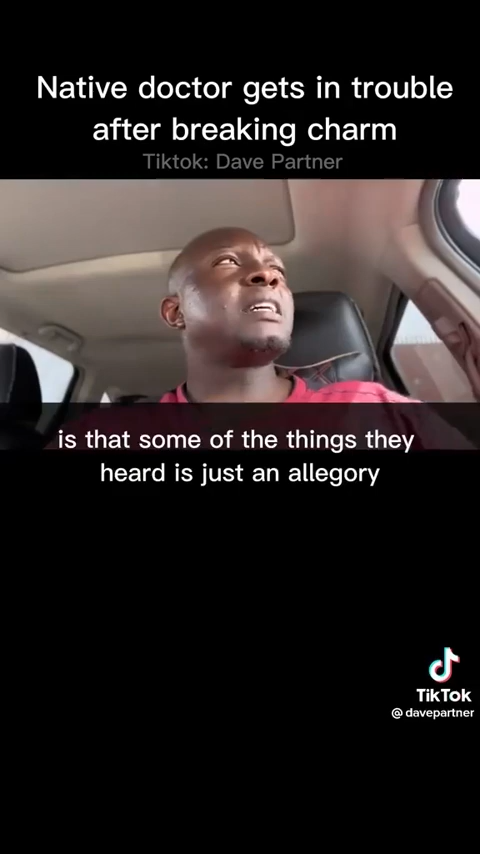 Native doctor gets in trouble
after breaking charm
Tiktok: Dave Partner
is that some of the things they
heard is just an allegory
TikTok
@ davepartner